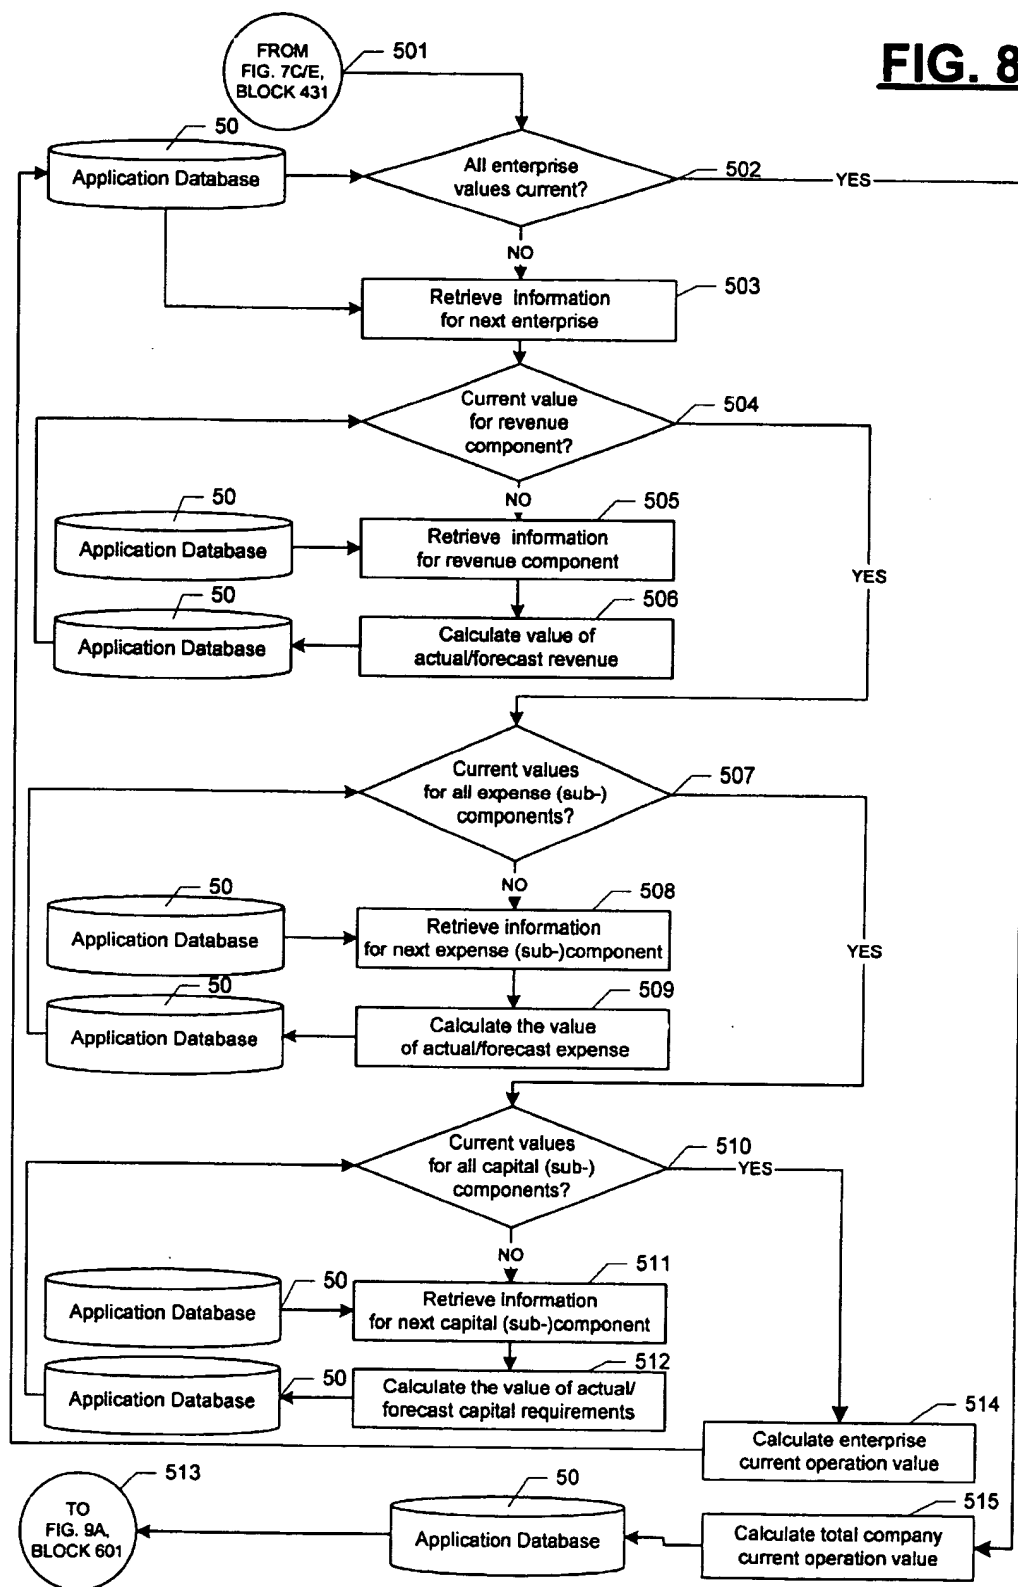 FROM
FIG. 7C/E,
BLOCK 431
501
FIG. 8
50
Application Database
All enterprise
values current?
502
YES
NO
Retrieve information
for next enterprise
503
Current value
for revenue
component?
504
NO
50
Application Database
505
Retrieve information
for revenue component
YES
50
Application Database
506
Calculate value of
actual/forecast revenue
Current values
for all expense (sub-)
components?
507
NO
50
Application Database
508
Retrieve information
for next expense (sub-)component
YES
50
Application Database
509
Calculate the value
of actual/forecast expense
Current values
for all capital (sub-)
components?
510
YES
NO
50
Application Database
511
Retrieve information
for next capital (sub-)component
50
Application Database
512
Calculate the value of actual/
forecast capital requirements
514
Calculate enterprise
current operation value
513
TO
FIG. 9A,
BLOCK 601
50
Application Database
515
Calculate total company
current operation value